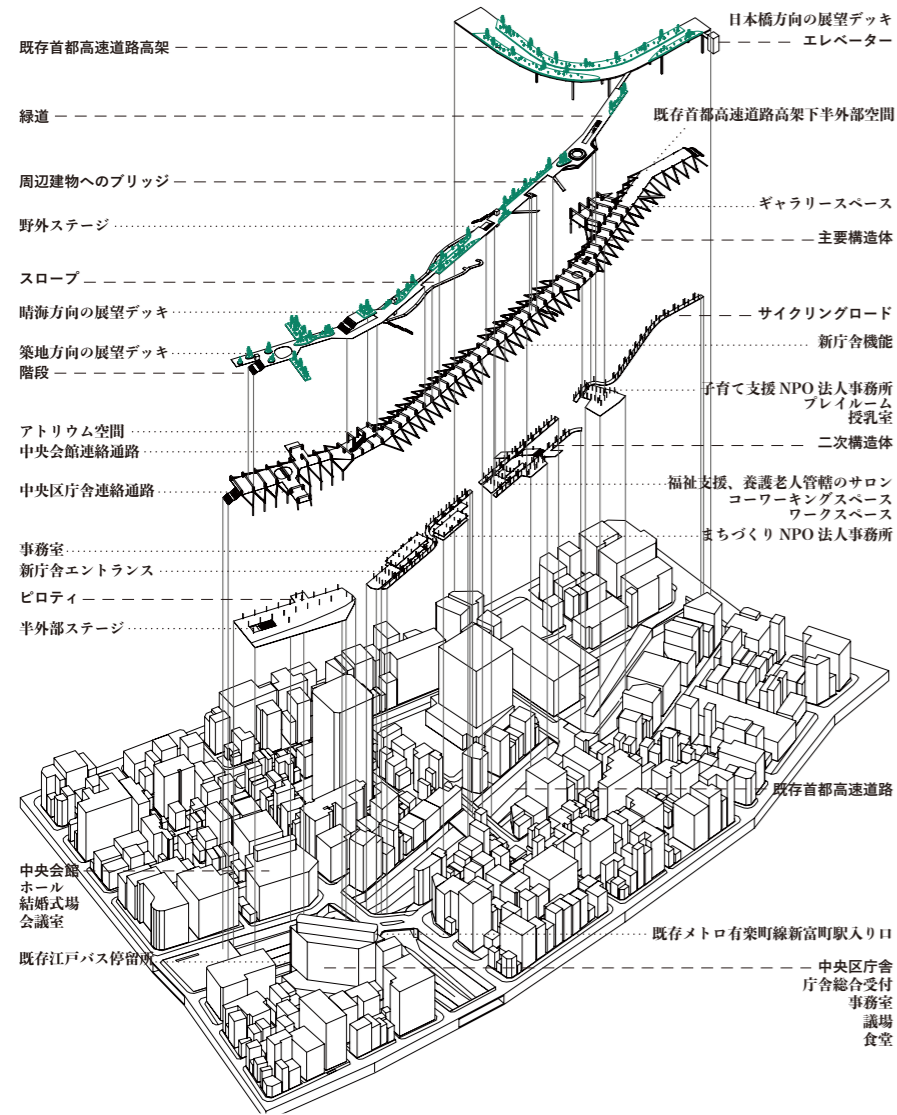 日本橋方向の展望デッキ
エレベーター
既存首都高速道路高架
緑道
既存首都高速道路高架下半外部空間
周辺建物へのブリッジ
ギャラリースペース
野外ステージ
主要構造体
スロープ
晴海方向の展望デッキ
サイクリングロード
新庁舎機能
築地方向の展望デッキ
階段
子育て支援 NPO 法人事務所
プレイルーム
授乳室
アトリウム空間
中央会館連絡通路
二次構造体
中央区庁舎連絡通路
福祉支援、養護老人管轄のサロン
コーワーキングスペース
ワークスペース
まちづくり NPO 法人事務所
事務室
新庁舎エントランス
ピロティ
半外部ステージ
既存首都高速道路
中央会館
ホール
結婚式場
会議室
既存メトロ有楽町線新富町駅入り口
既存江戸バス停留所
中央区庁舎
庁舎総合受付
事務室
議場
食堂